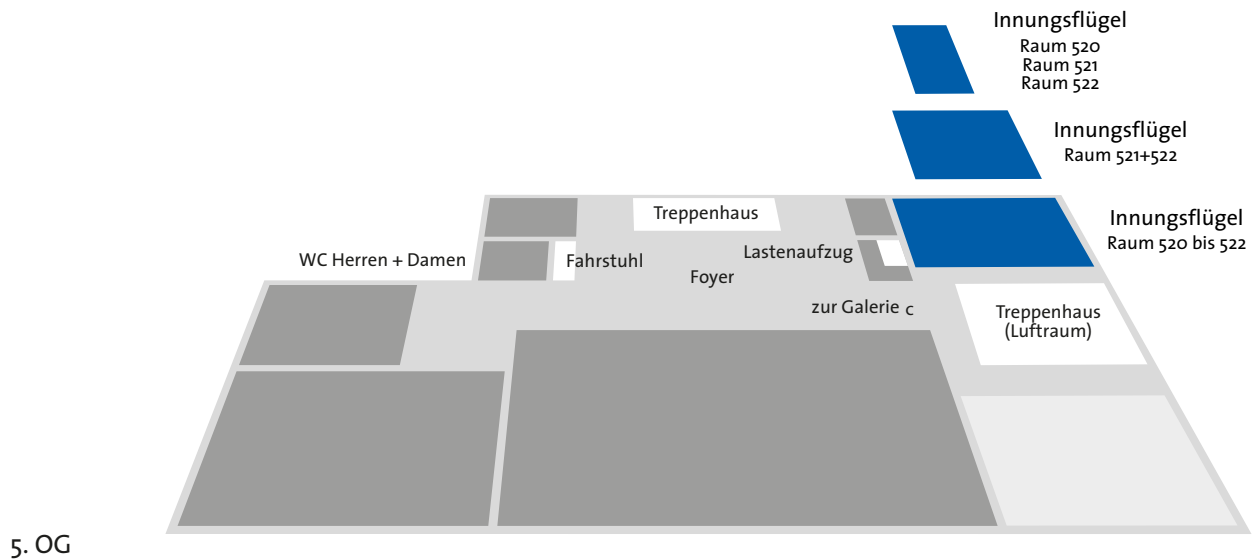 Innungsflügel
Raum 520
Raum 521
Raum 522
Innungsflügel
Raum 521+522
Treppenhaus
Innungsflügel
Raum 520 bis 522
WC Herren + Damen
Fahrstuhl
Lastenaufzug
Foyer
zur Galerie c
Treppenhaus
(Luftraum)
5. OG